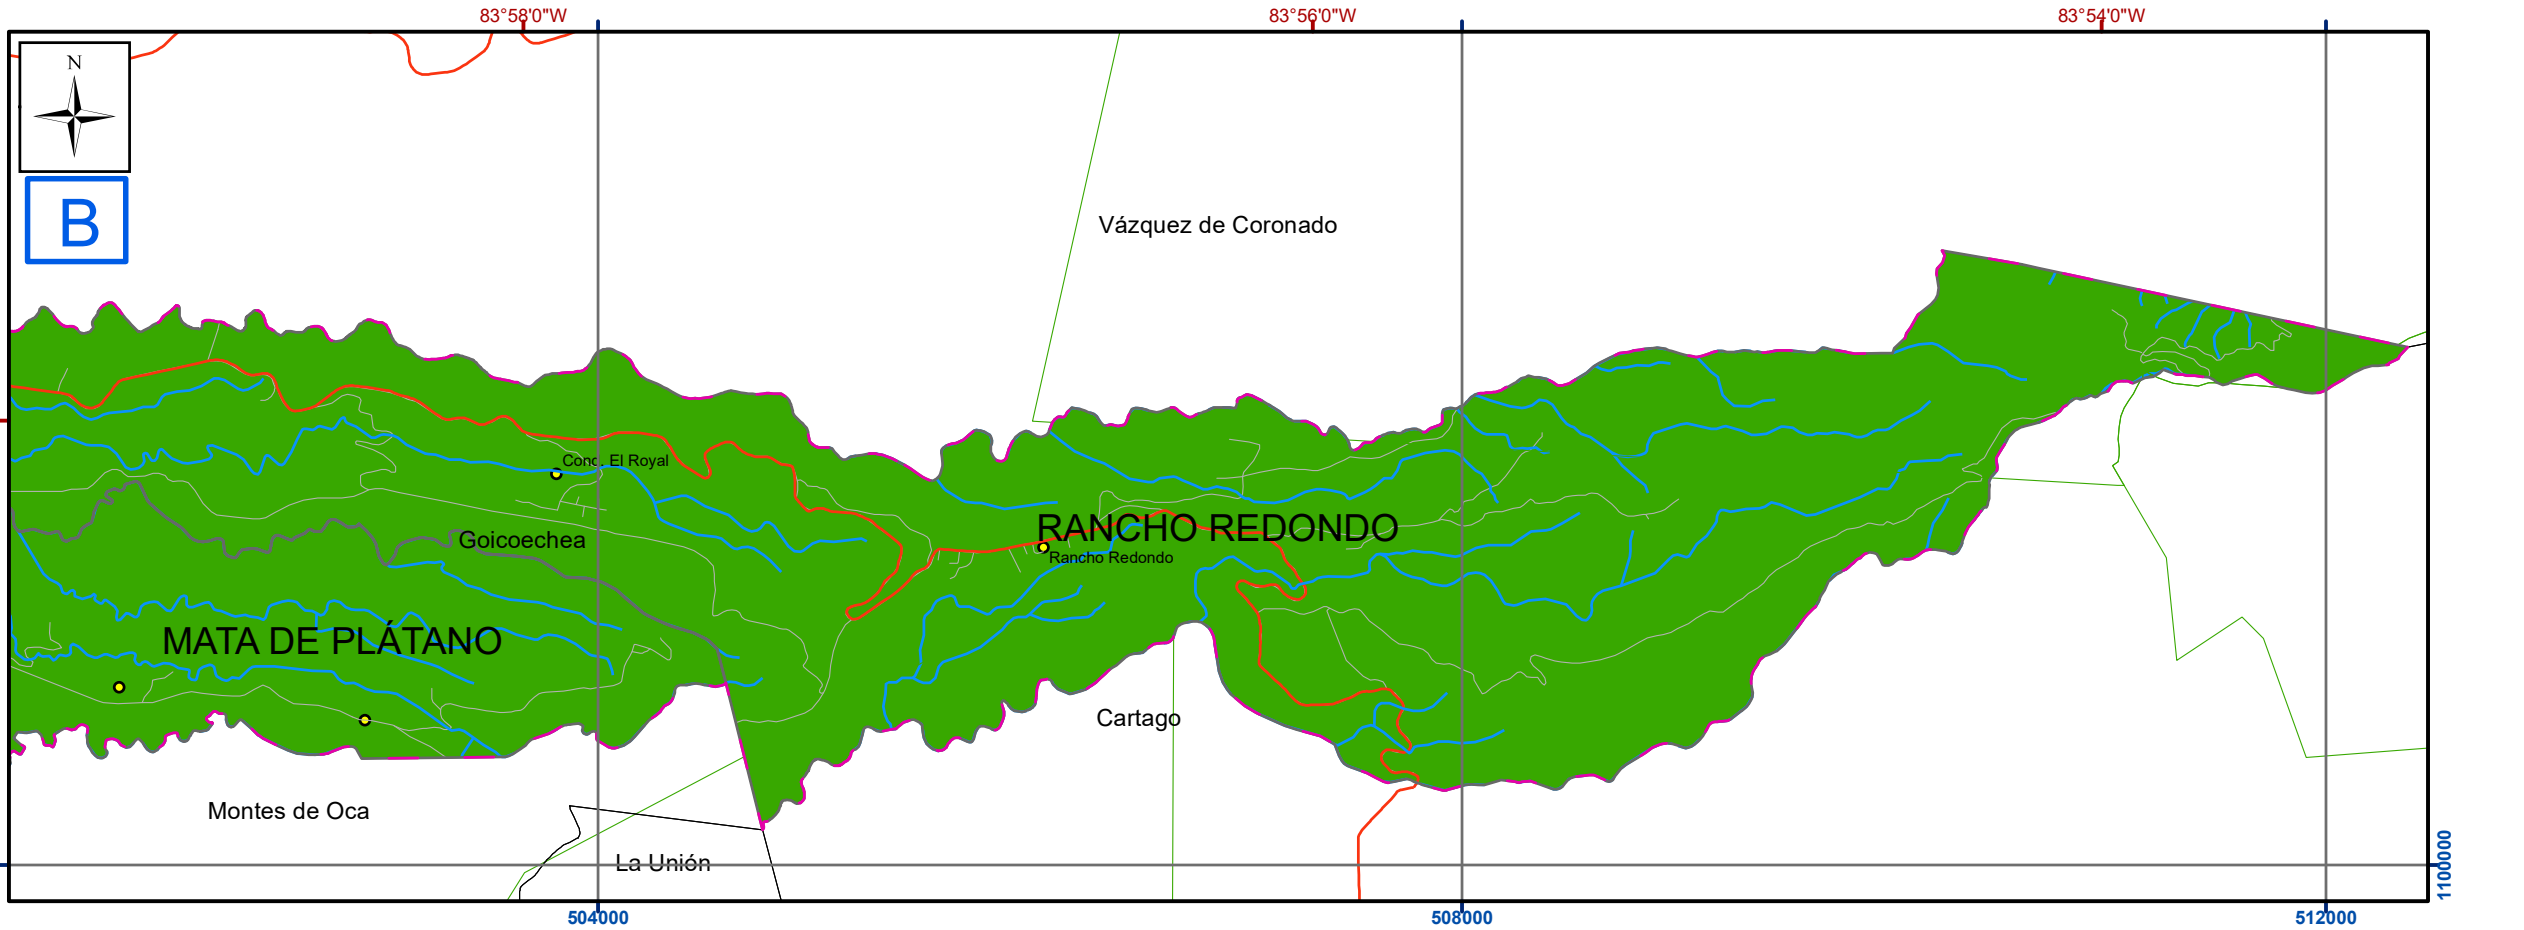 83°58'0"W
83°56'0"W
83°54'0"W
N
B
Vázquez de Coronado
Cond. El Royal
RANCHO REDONDO
Goicoechea
Rancho Redondo
MATA DE PLÁTANO
Cartago
Montes de Oca
La Unión
1100000
504000
508000
512000